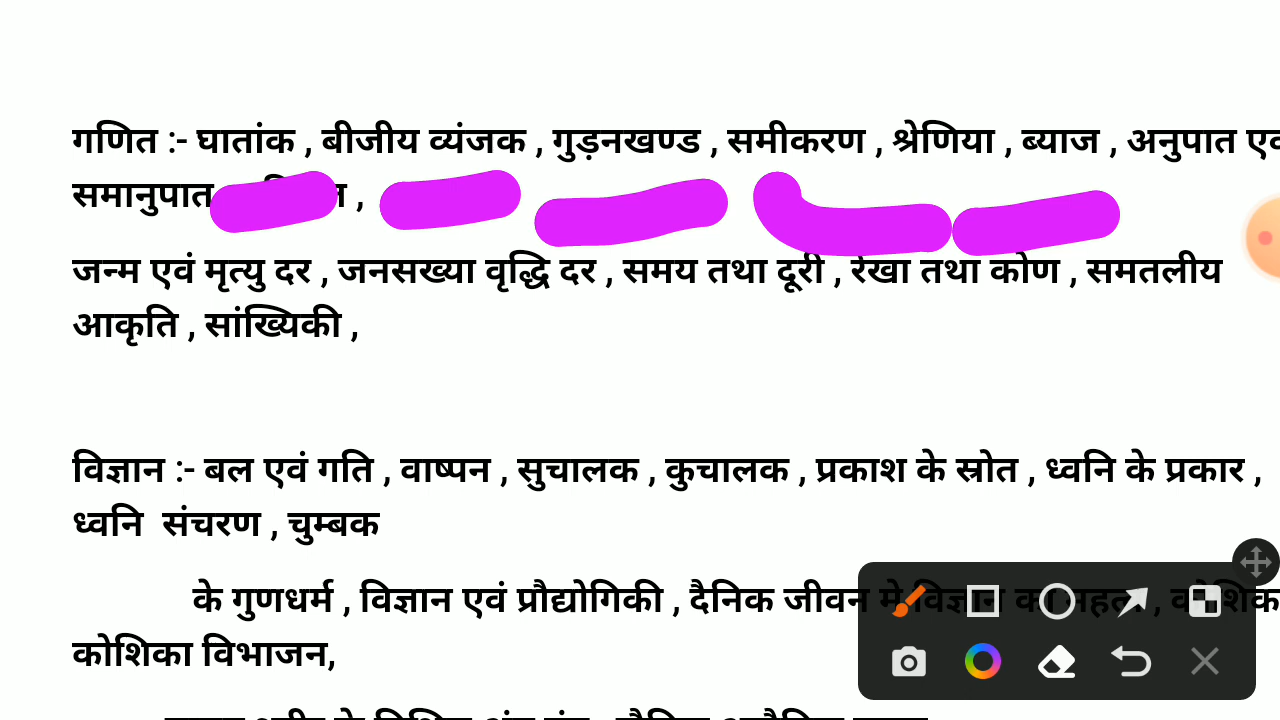 गणित :- घातांक , बीजीय व्यंजक , गुड़नखण्ड , समीकरण , श्रेणिया , ब्याज , अनुपात
समानुपात ,
जन्म एवं मृत्यु दर , जनसख्या वृद्धि दर , समय तथा दूरी , रेखा तथा कोण , समतलीय
आकृति , सांख्यिकी ,
विज्ञान :- बल एवं गति , वाष्पन , सुचालक , कुचालक , प्रकाश के स्रोत , ध्वनि के प्रकार ,
ध्वनि संचरण , चुम्बक
के गुणधर्म , विज्ञान एवं प्रौद्योगिकी , दैनिक जीवन मे विज्ञान का महत्व ,
कोशिका विभाजन,